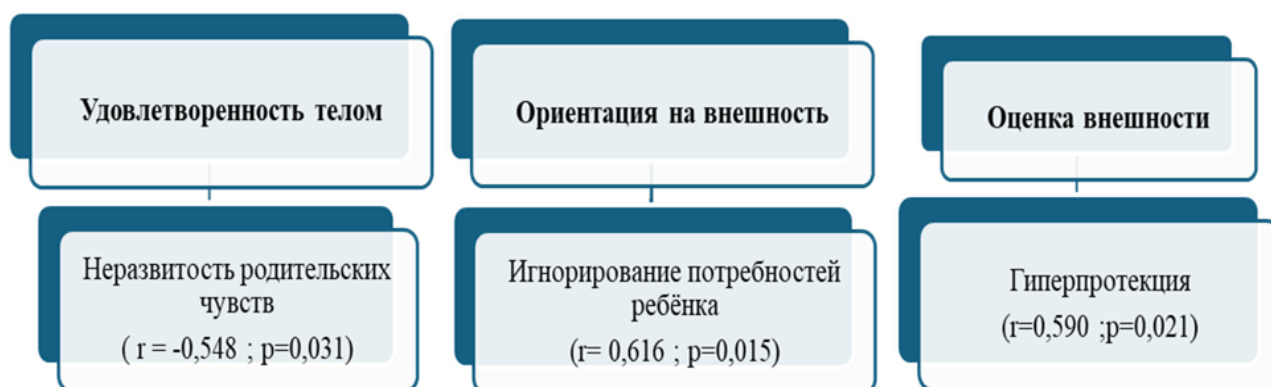 Удовлетворенность телом
Ориентация на внешность
Оценка внешности
Неразвитость родительских
чувств
( r = -0,548 ; p=0,031)
Игнорирование потребностей
ребёнка
(r= 0,616 ; p=0,015)
Гиперпротекция
(r=0,590 ;p=0,021)